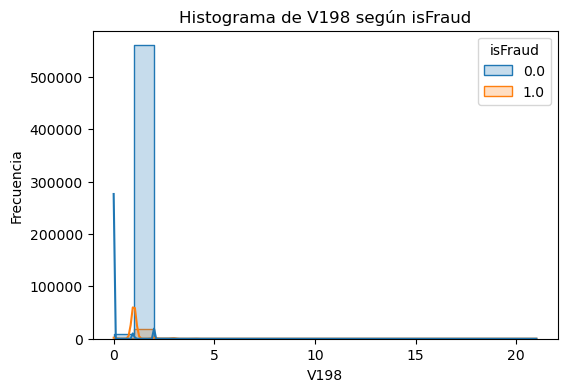 Histograma de V198 según isFraud
isFraud
0.0
1.0
Frecuencia
500000
400000
300000
200000
100000
0
0 5 10 15 20
V198